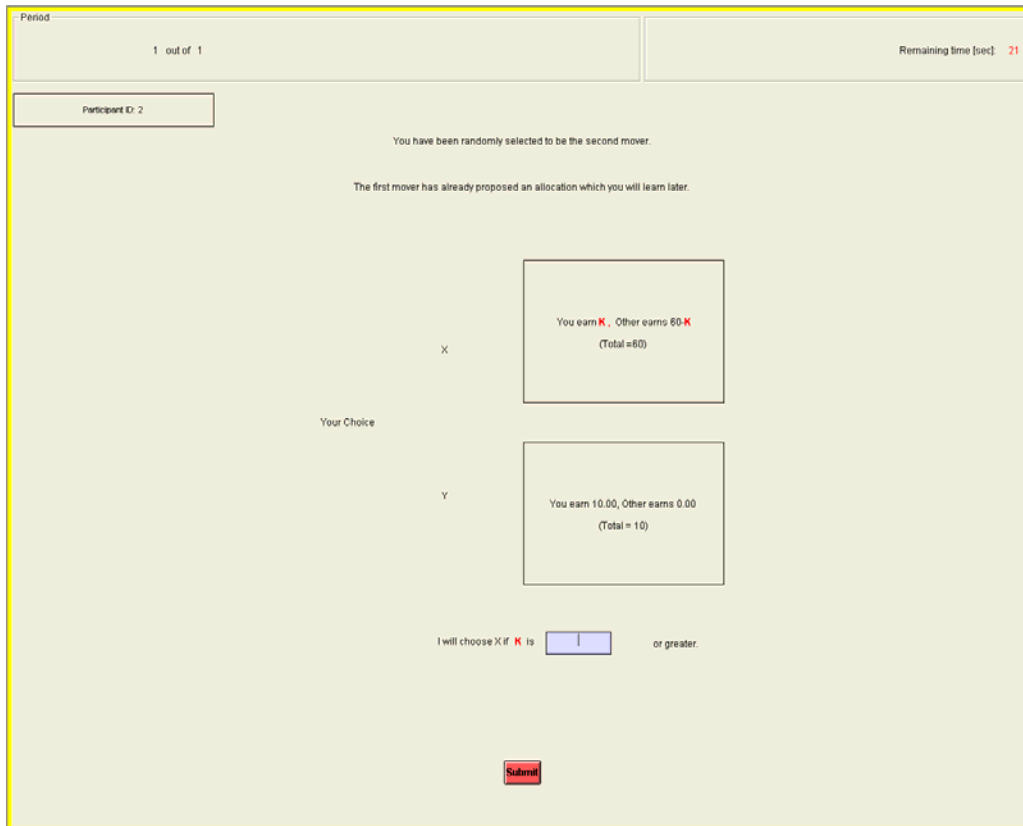 Period
1 out of 1
Remaining time [sec]: 21
Participant ID: 2
You have been randomly selected to be the second mover.
The first mover has already proposed an allocation which you will learn later.
You earn K , Other earns 60-K
(Total =60)
X
Your Choice
Y
You earn 10.00, Other earns 0.00
(Total = 10)
I will choose X if K is or greater.
Submit